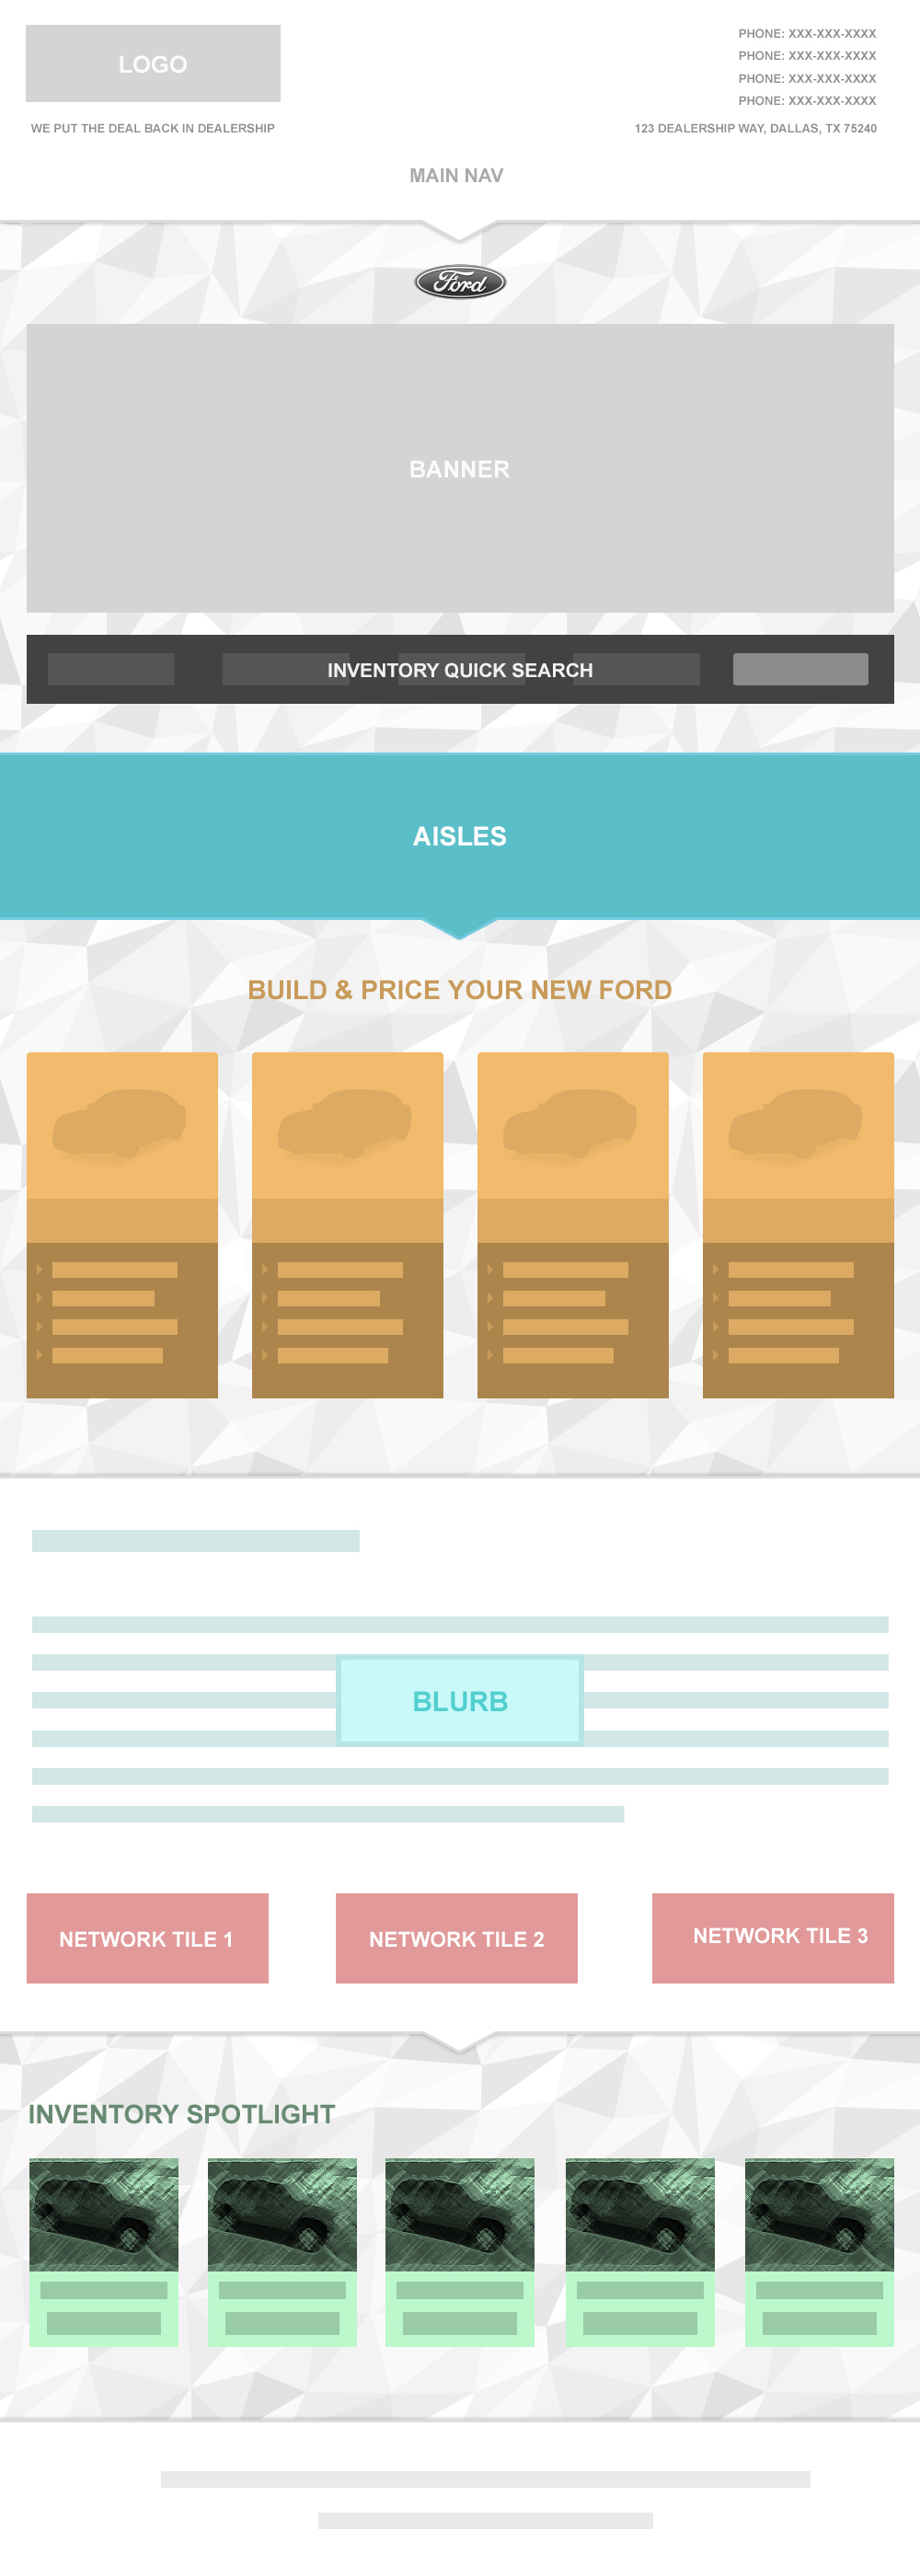 LOGO
WE PUT THE DEAL BACK IN DEALERSHIP
PHONE: XXX-XXX-XXXX
PHONE: XXX-XXX-XXXX
PHONE: XXX-XXX-XXXX
PHONE: XXX-XXX-XXXX
123 DEALERSHIP WAY, DALLAS, TX 75240
MAIN NAV
Ford
BANNER
INVENTORY QUICK SEARCH
AISLES
BUILD & PRICE YOUR NEW FORD
BLURB
NETWORK TILE 1
NETWORK TILE 2
NETWORK TILE 3
INVENTORY SPOTLIGHT